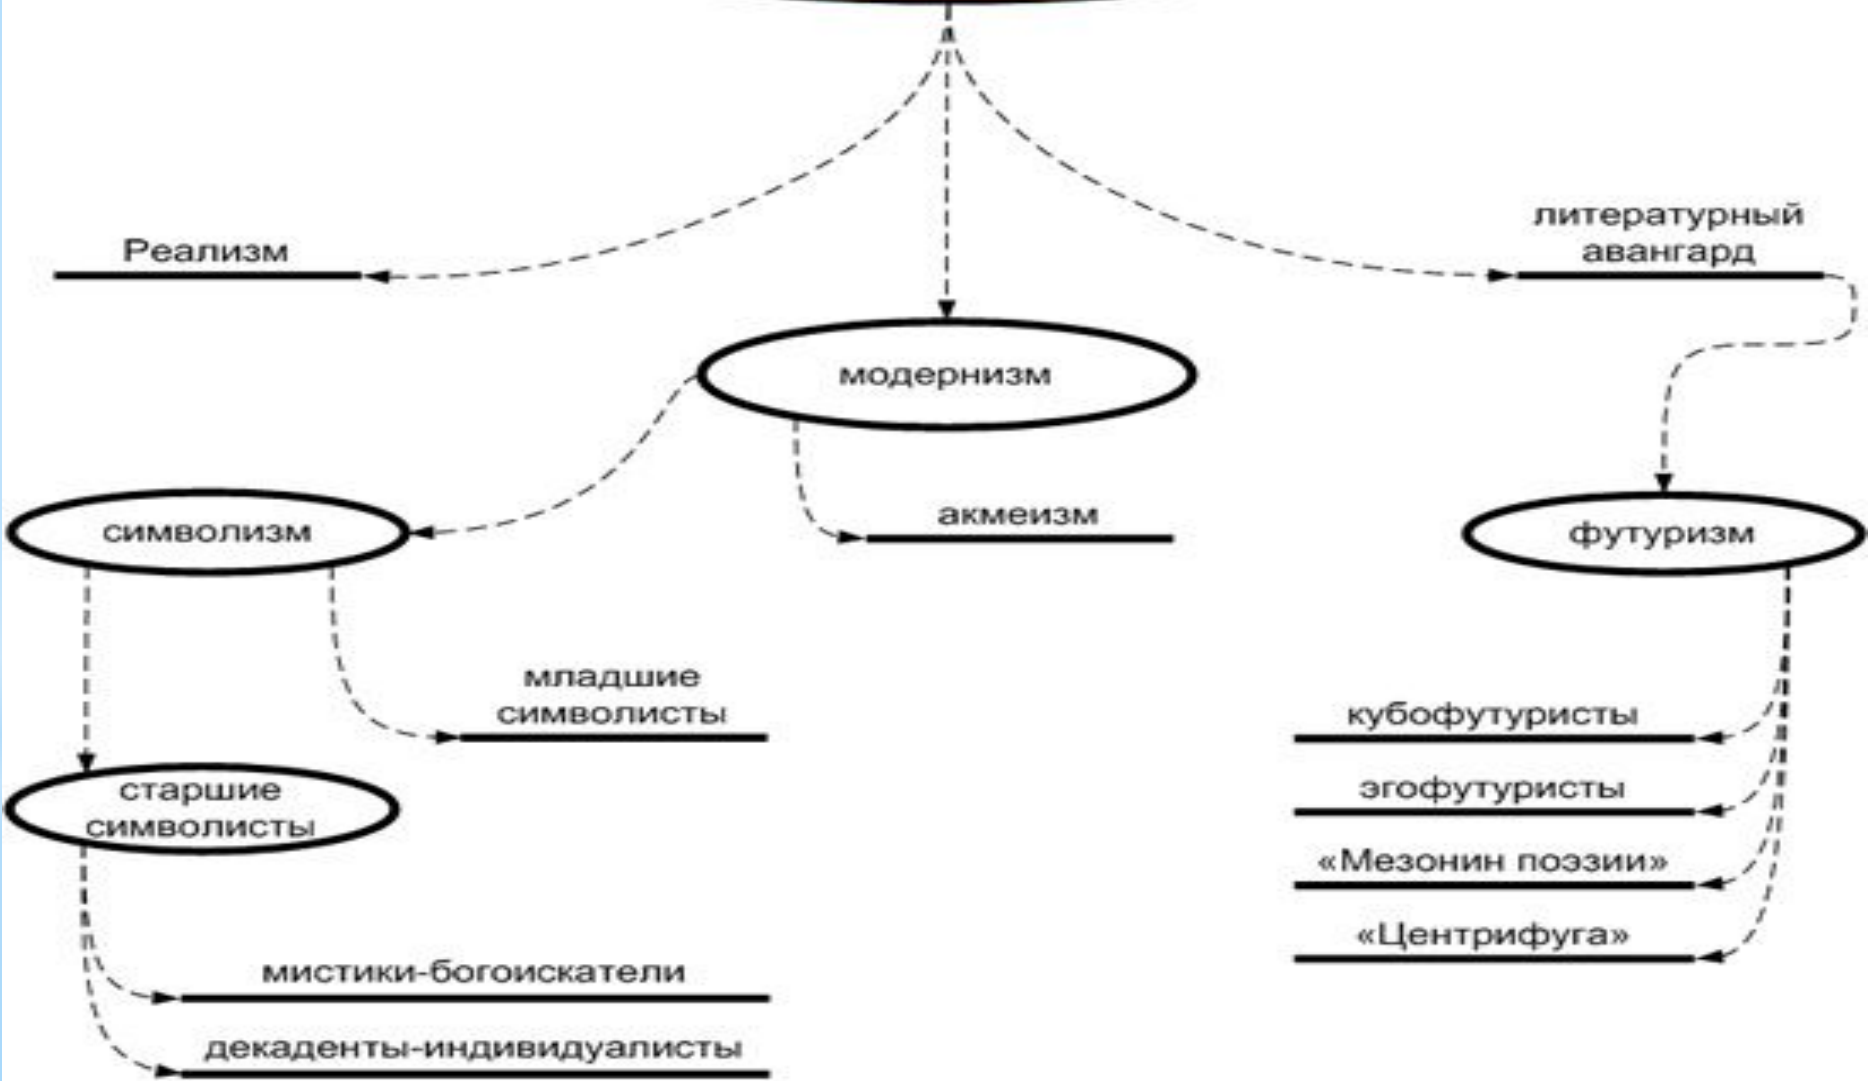 Реализм
литературный
авангард
модернизм
символизм
акмеизм
футуризм
младшие
символисты
старшие
символисты
кубофутуристы
эгофутуристы
«Мезонин поэзии»
«Центрифуга»
мистики-богоискатели
декаденты-индивидуалисты